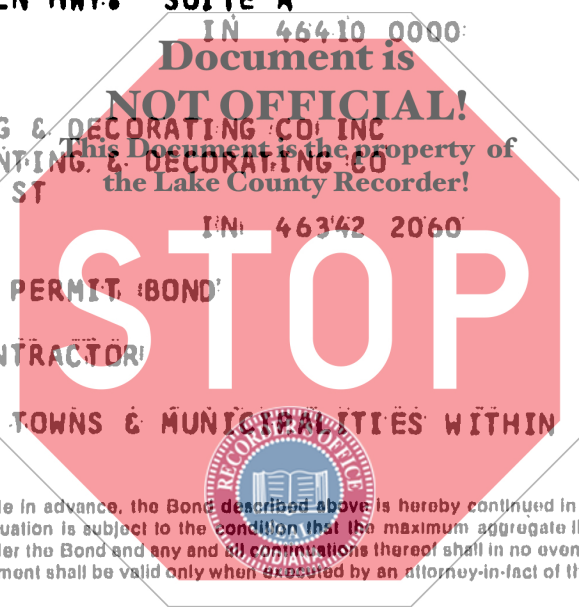 SUITE A
IN 46410 0000
Document is
NOT OFFICIAL!
G & DECORATING CO INC
This Document is the property of
NTING & DECORATING CO
the Lake County Recorder!
ST
IN 46342 2060
STOP
PERMIT BOND
NTRACTOR
TOWNS & MUNICIPALITIES WITHIN
RECORDER'S OFFICE
INDIANA
le in advance, the Bond described above is hereby continued in
uation is subject to the condition that the maximum aggregate li
der the Bond and any and all continuations thereof shall in no even
ment shall be valid only when executed by an attorney-in-fact of th